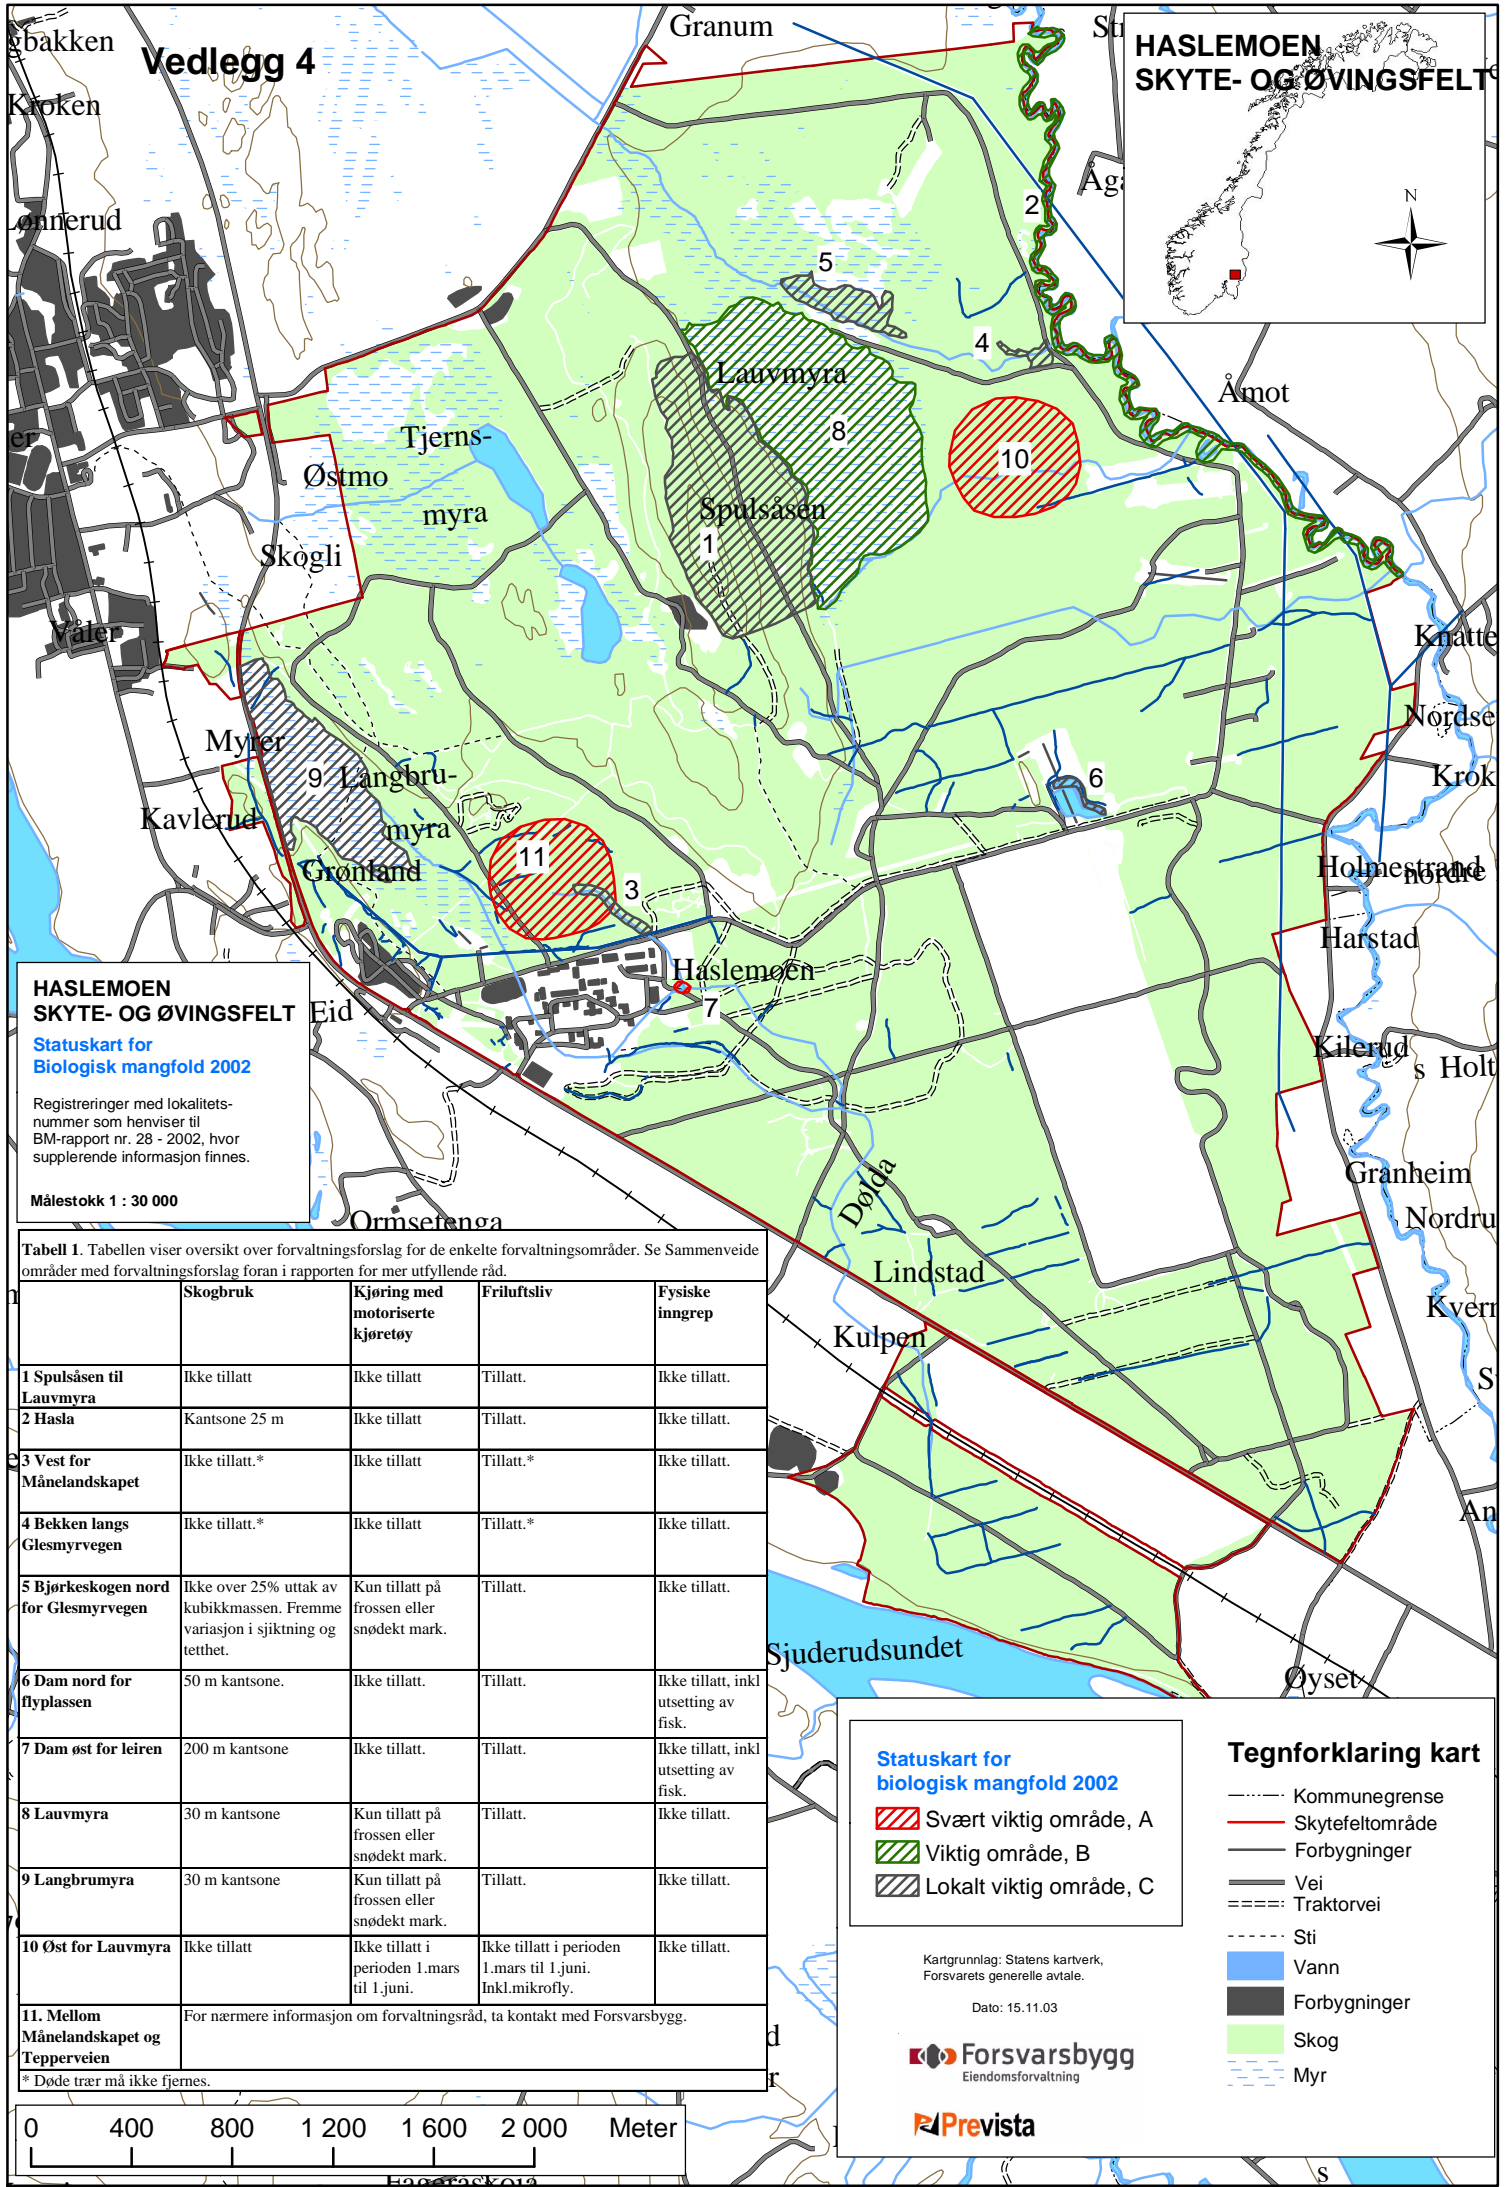 Vedlegg 4
HASLEMOEN
SKYTE- OG ØVINGSFELT
N
Granum
gbakken
Kroken
Lønnerud
Åmot
Tjerns-
myra
Østmo
Skogli
Våler
Lauvmyra
Spulsåsen
Myrer
Kavlerud
Langbru-
myra
Grønland
Haslemoen
Eid
Ormsetenga
Knatte
Nordse
Krok
Holmestrand
nordre
Harstad
Kilerud
s Holt
Granheim
Nordru
Kverr
Dølda
Lindstad
Kulpen
Sjuderudsundet
Øyset
2
5
4
8
10
1
9
6
11
3
7
HASLEMOEN
SKYTE- OG ØVINGSFELT
Statuskart for
Biologisk mangfold 2002
Registreringer med lokalitets-
nummer som henviser til
BM-rapport nr. 28 - 2002, hvor
supplerende informasjon finnes.
Målestokk 1 : 30 000
Tabell 1. Tabellen viser oversikt over forvaltningsforslag for de enkelte forvaltningsområder. Se Sammenveide
områder med forvaltningsforslag foran i rapporten for mer utfyllende råd.
Skogbruk
Kjøring med
motoriserte
kjøretøy
Friluftsliv
Fysiske
inngrep
1 Spulsåsen til
Lauvmyra
Ikke tillatt
Ikke tillatt
Tillatt.
Ikke tillatt.
2 Hasla
Kantsone 25 m
Ikke tillatt
Tillatt.
Ikke tillatt.
3 Vest for
Månelandskapet
Ikke tillatt.*
Ikke tillatt
Tillatt.*
Ikke tillatt.
4 Bekken langs
Glesmyrvegen
Ikke tillatt.*
Ikke tillatt
Tillatt.*
Ikke tillatt.
5 Bjørkeskogen nord
for Glesmyrvegen
Ikke over 25% uttak av
kubikkmassen. Fremme
variasjon i sjiktning og
tetthet.
Kun tillatt på
frossen eller
snødekt mark.
Tillatt.
Ikke tillatt.
6 Dam nord for
flyplassen
50 m kantsone.
Ikke tillatt.
Tillatt.
Ikke tillatt, inkl
utsetting av
fisk.
7 Dam øst for leiren
200 m kantsone
Ikke tillatt.
Tillatt.
Ikke tillatt, inkl
utsetting av
fisk.
8 Lauvmyra
30 m kantsone
Kun tillatt på
frossen eller
snødekt mark.
Tillatt.
Ikke tillatt.
9 Langbrumyra
30 m kantsone
Kun tillatt på
frossen eller
snødekt mark.
Tillatt.
Ikke tillatt.
10 Øst for Lauvmyra
Ikke tillatt
Ikke tillatt i
perioden 1.mars
til 1.juni.
Ikke tillatt i perioden
1.mars til 1.juni.
Inkl.mikrofly.
Ikke tillatt.
11. Mellom
Månelandskapet og
Tepperveien
For nærmere informasjon om forvaltningsråd, ta kontakt med Forsvarsbygg.
* Døde trær må ikke fjernes.
0 400 800 1 200 1 600 2 000 Meter
Statuskart for
biologisk mangfold 2002
Svært viktig område, A
Viktig område, B
Lokalt viktig område, C
Kartgrunnlag: Statens kartverk,
Forsvarets generelle avtale.
Dato: 15.11.03
Forsvarsbygg
Eiendomsforvaltning
Prevista
Tegnforklaring kart
Kommunegrense
Skytefeltområde
Forbygninger
Vei
Traktorvei
Sti
Vann
Forbygninger
Skog
Myr